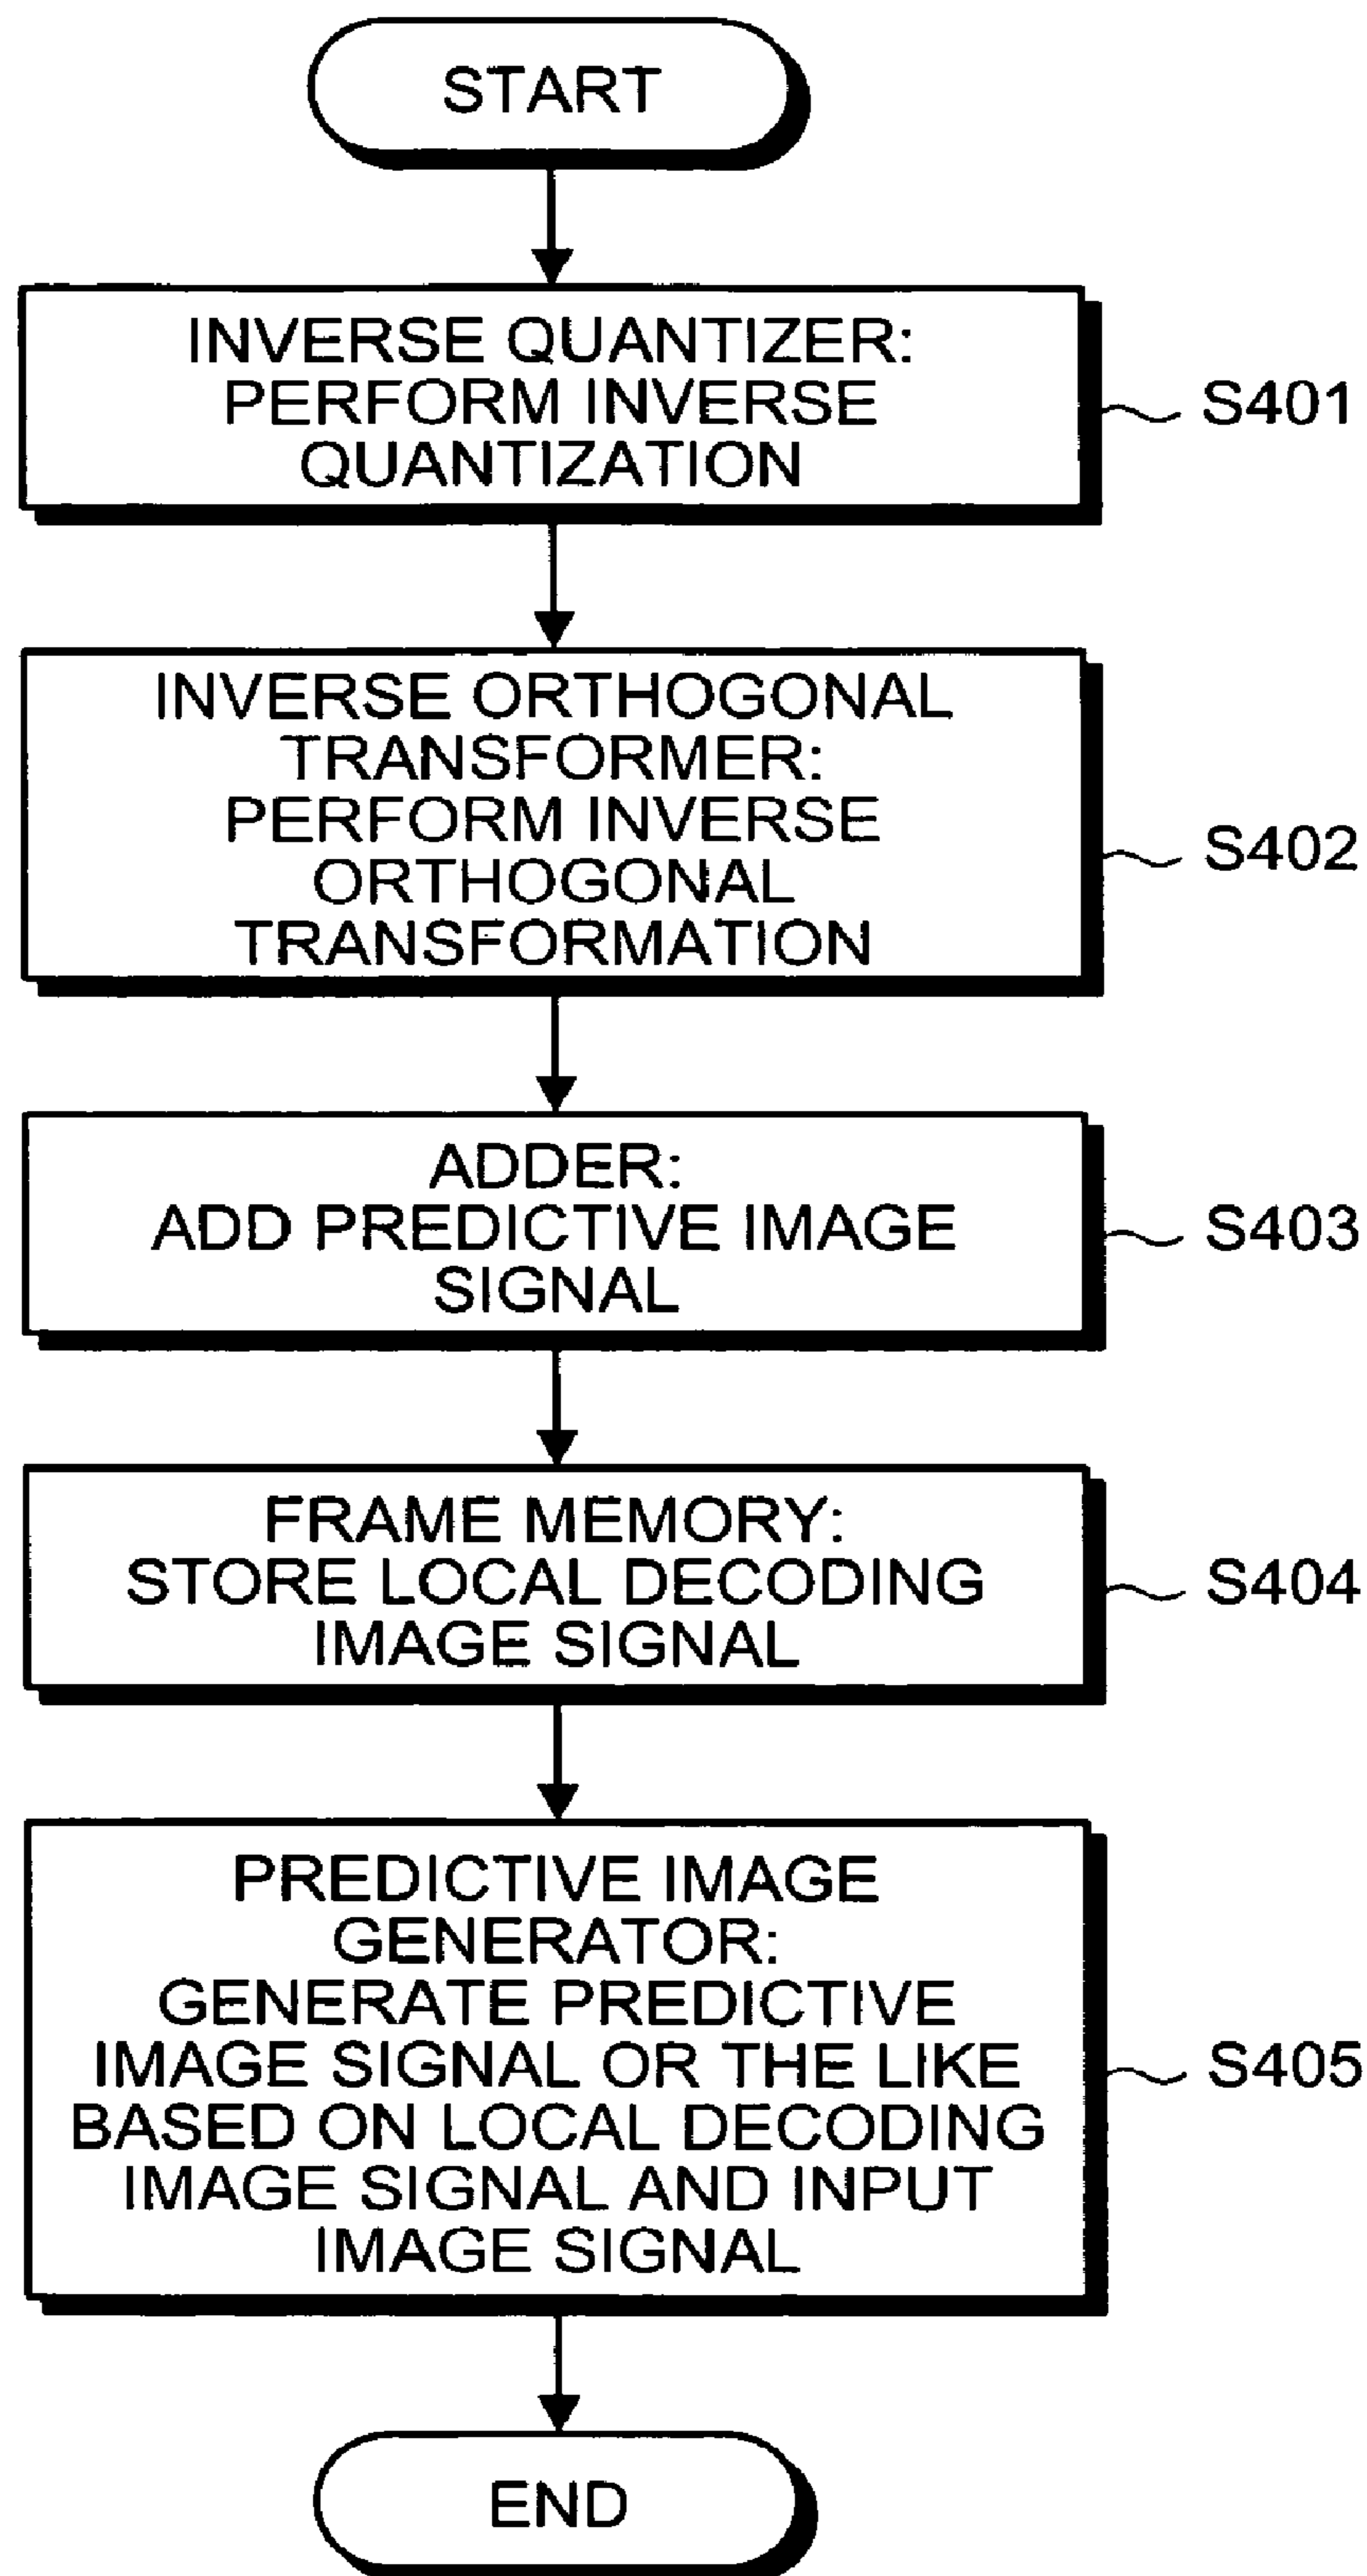 START
INVERSE QUANTIZER:
PERFORM INVERSE
QUANTIZATION
S401
INVERSE ORTHOGONAL
TRANSFORMER:
PERFORM INVERSE
ORTHOGONAL
TRANSFORMATION
S402
ADDER:
ADD PREDICTIVE IMAGE
SIGNAL
S403
FRAME MEMORY:
STORE LOCAL DECODING
IMAGE SIGNAL
S404
PREDICTIVE IMAGE
GENERATOR:
GENERATE PREDICTIVE
IMAGE SIGNAL OR THE LIKE
BASED ON LOCAL DECODING
IMAGE SIGNAL AND INPUT
IMAGE SIGNAL
S405
END